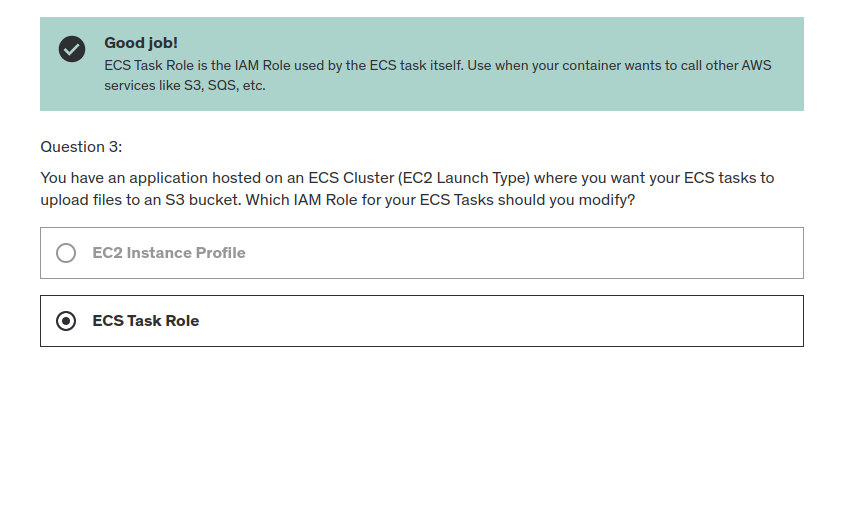 Good job!
ECS Task Role is the IAM Role used by the ECS task itself. Use when your container wants to call other AWS
services like S3, SQS, etc.
Question 3:
You have an application hosted on an ECS Cluster (EC2 Launch Type) where you want your ECS tasks to
upload files to an S3 bucket. Which IAM Role for your ECS Tasks should you modify?
EC2 Instance Profile
ECS Task Role